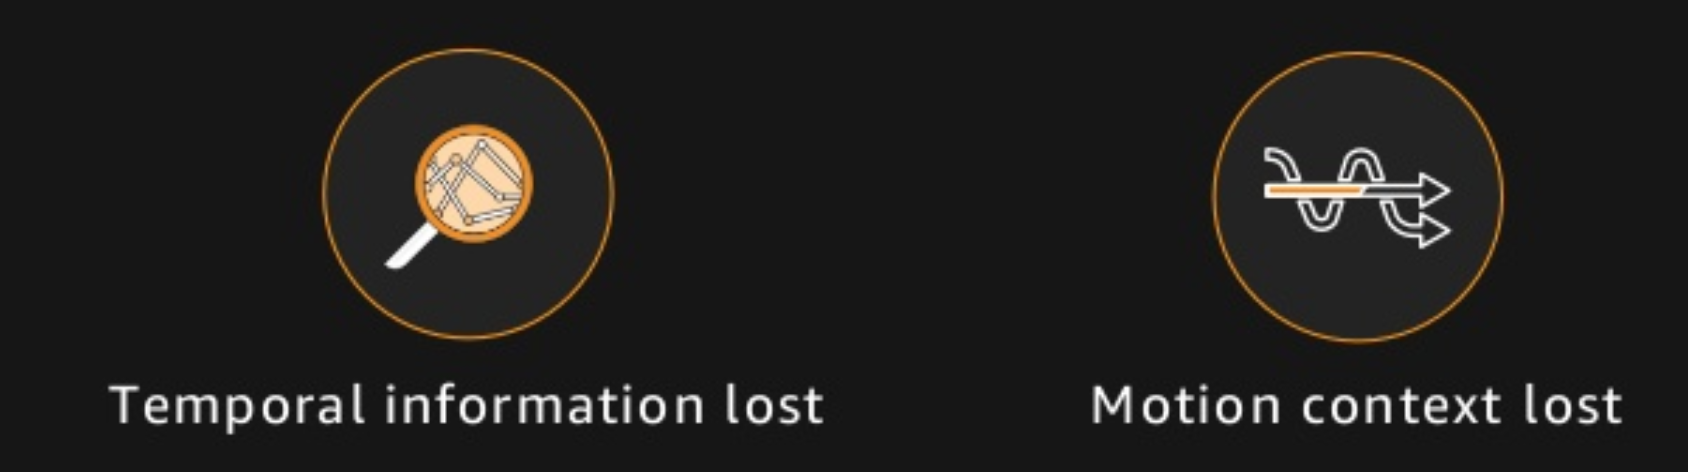 Temporal information lost
Motion context lost